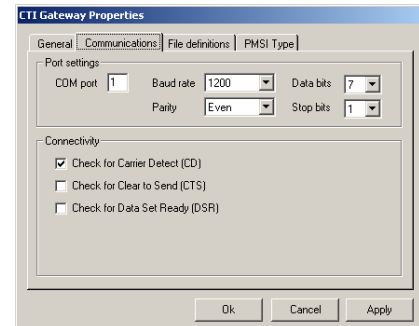 CTI Gateway Properties
General Communications File definitions PMSI Type
Port settings
COM port 1 Baud rate 1200 Data bits 7
Parity Even Stop bits 1
Connectivity
Check for Carrier Detect (CD)
Check for Clear to Send (CTS)
Check for Data Set Ready (DSR)
Ok Cancel Apply